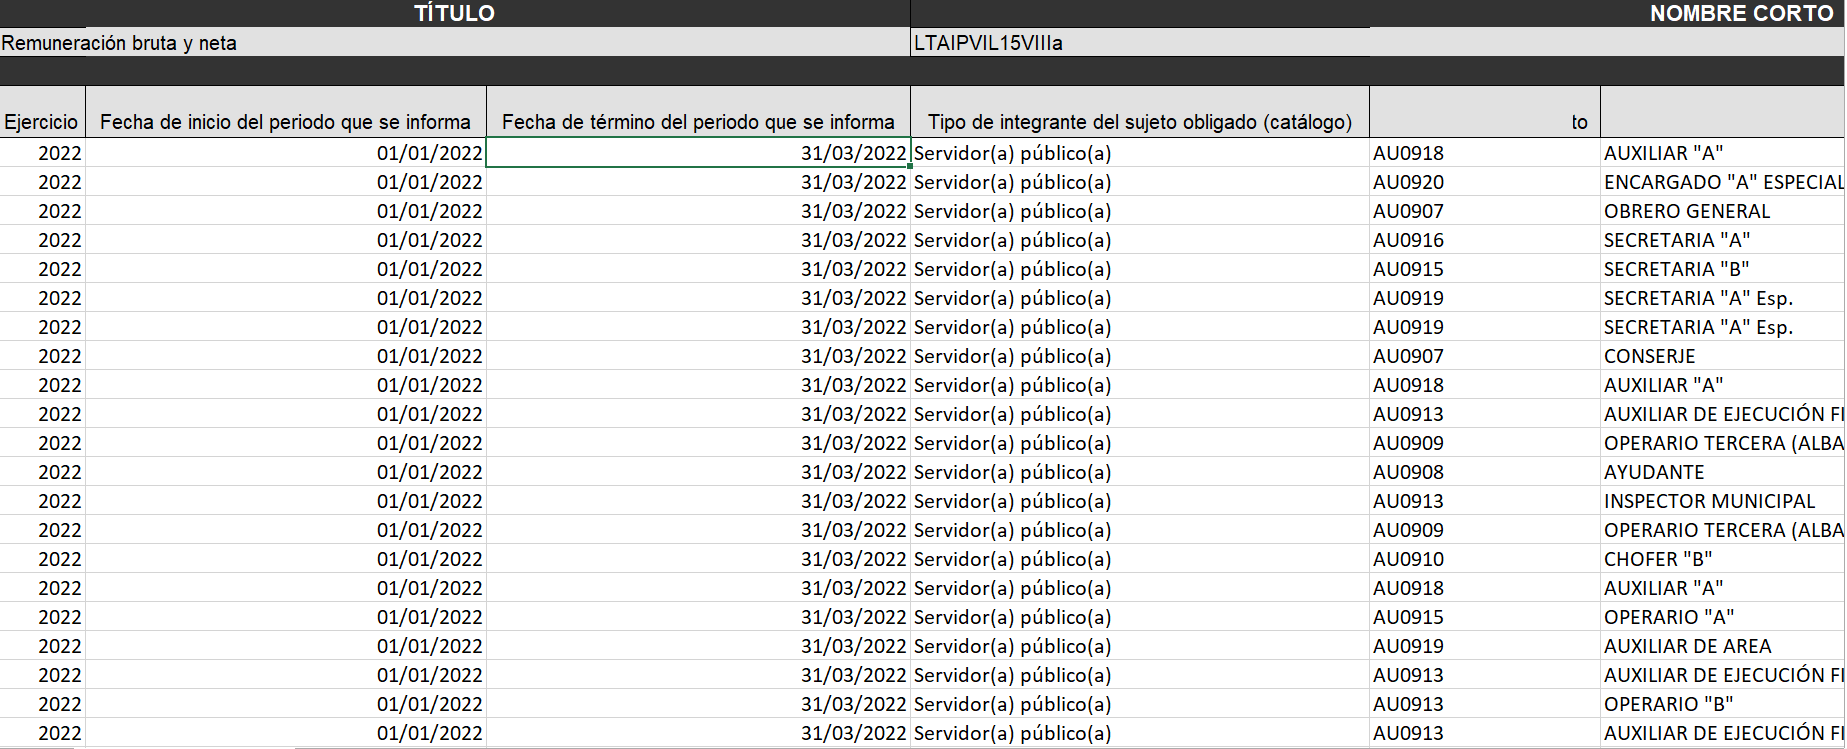 TÍTULO NOMBRE CORTO
Remuneración bruta y neta LTAIPVIL15VIIIa
Ejercicio Fecha de inicio del periodo que se informa Fecha de término del periodo que se informa Tipo de integrante del sujeto obligado (catálogo) to
2022 01/01/2022 31/03/2022 Servidor(a) público(a) AU0918 AUXILIAR "A"
2022 01/01/2022 31/03/2022 Servidor(a) público(a) AU0920 ENCARGADO "A" ESPECIAL
2022 01/01/2022 31/03/2022 Servidor(a) público(a) AU0907 OBRERO GENERAL
2022 01/01/2022 31/03/2022 Servidor(a) público(a) AU0916 SECRETARIA "A"
2022 01/01/2022 31/03/2022 Servidor(a) público(a) AU0915 SECRETARIA "B"
2022 01/01/2022 31/03/2022 Servidor(a) público(a) AU0919 SECRETARIA "A" Esp.
2022 01/01/2022 31/03/2022 Servidor(a) público(a) AU0919 SECRETARIA "A" Esp.
2022 01/01/2022 31/03/2022 Servidor(a) público(a) AU0907 CONSERJE
2022 01/01/2022 31/03/2022 Servidor(a) público(a) AU0918 AUXILIAR "A"
2022 01/01/2022 31/03/2022 Servidor(a) público(a) AU0913 AUXILIAR DE EJECUCIÓN FI
2022 01/01/2022 31/03/2022 Servidor(a) público(a) AU0909 OPERARIO TERCERA (ALBA
2022 01/01/2022 31/03/2022 Servidor(a) público(a) AU0908 AYUDANTE
2022 01/01/2022 31/03/2022 Servidor(a) público(a) AU0913 INSPECTOR MUNICIPAL
2022 01/01/2022 31/03/2022 Servidor(a) público(a) AU0909 OPERARIO TERCERA (ALBA
2022 01/01/2022 31/03/2022 Servidor(a) público(a) AU0910 CHOFER "B"
2022 01/01/2022 31/03/2022 Servidor(a) público(a) AU0918 AUXILIAR "A"
2022 01/01/2022 31/03/2022 Servidor(a) público(a) AU0915 OPERARIO "A"
2022 01/01/2022 31/03/2022 Servidor(a) público(a) AU0919 AUXILIAR DE AREA
2022 01/01/2022 31/03/2022 Servidor(a) público(a) AU0913 AUXILIAR DE EJECUCIÓN FI
2022 01/01/2022 31/03/2022 Servidor(a) público(a) AU0913 OPERARIO "B"
2022 01/01/2022 31/03/2022 Servidor(a) público(a) AU0913 AUXILIAR DE EJECUCIÓN FI